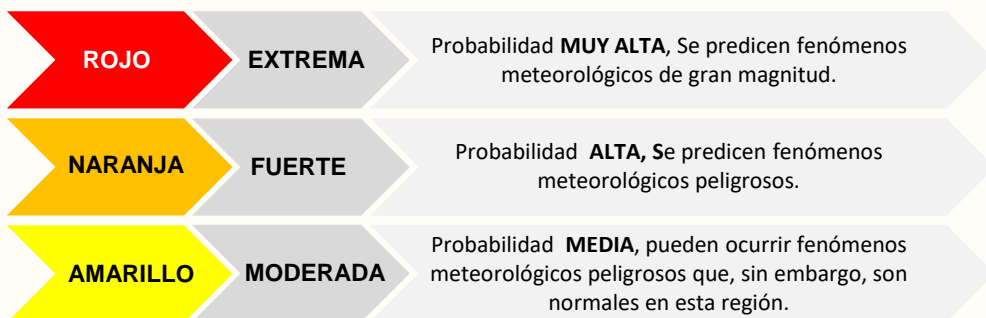 ROJO
EXTREMA
Probabilidad MUY ALTA, Se predicen fenómenos
meteorológicos de gran magnitud.
NARANJA
FUERTE
Probabilidad ALTA, Se predicen fenómenos
meteorológicos peligrosos.
AMARILLO
MODERADA
Probabilidad MEDIA, pueden ocurrir fenómenos
meteorológicos peligrosos que, sin embargo, son
normales en esta región.